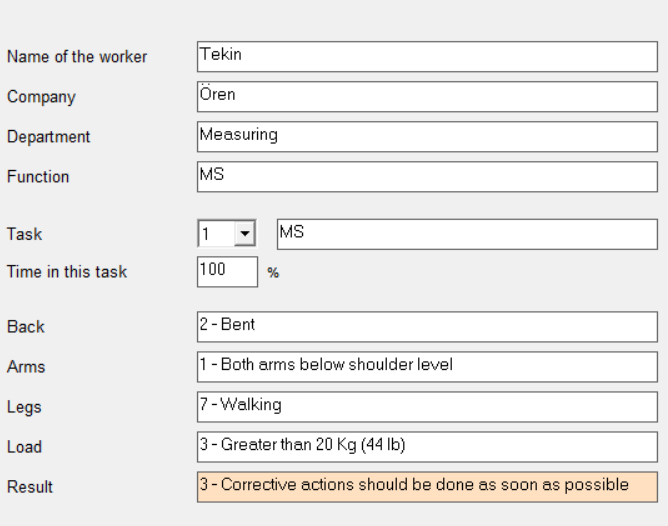 Name of the worker Tekin
Company Ören
Department Measuring
Function MS
Task 1 MS
Time in this task 100 %
Back 2 - Bent
Arms 1 - Both arms below shoulder level
Legs 7 - Walking
Load 3 - Greater than 20 Kg (44 lb)
Result 3 - Corrective actions should be done as soon as possible